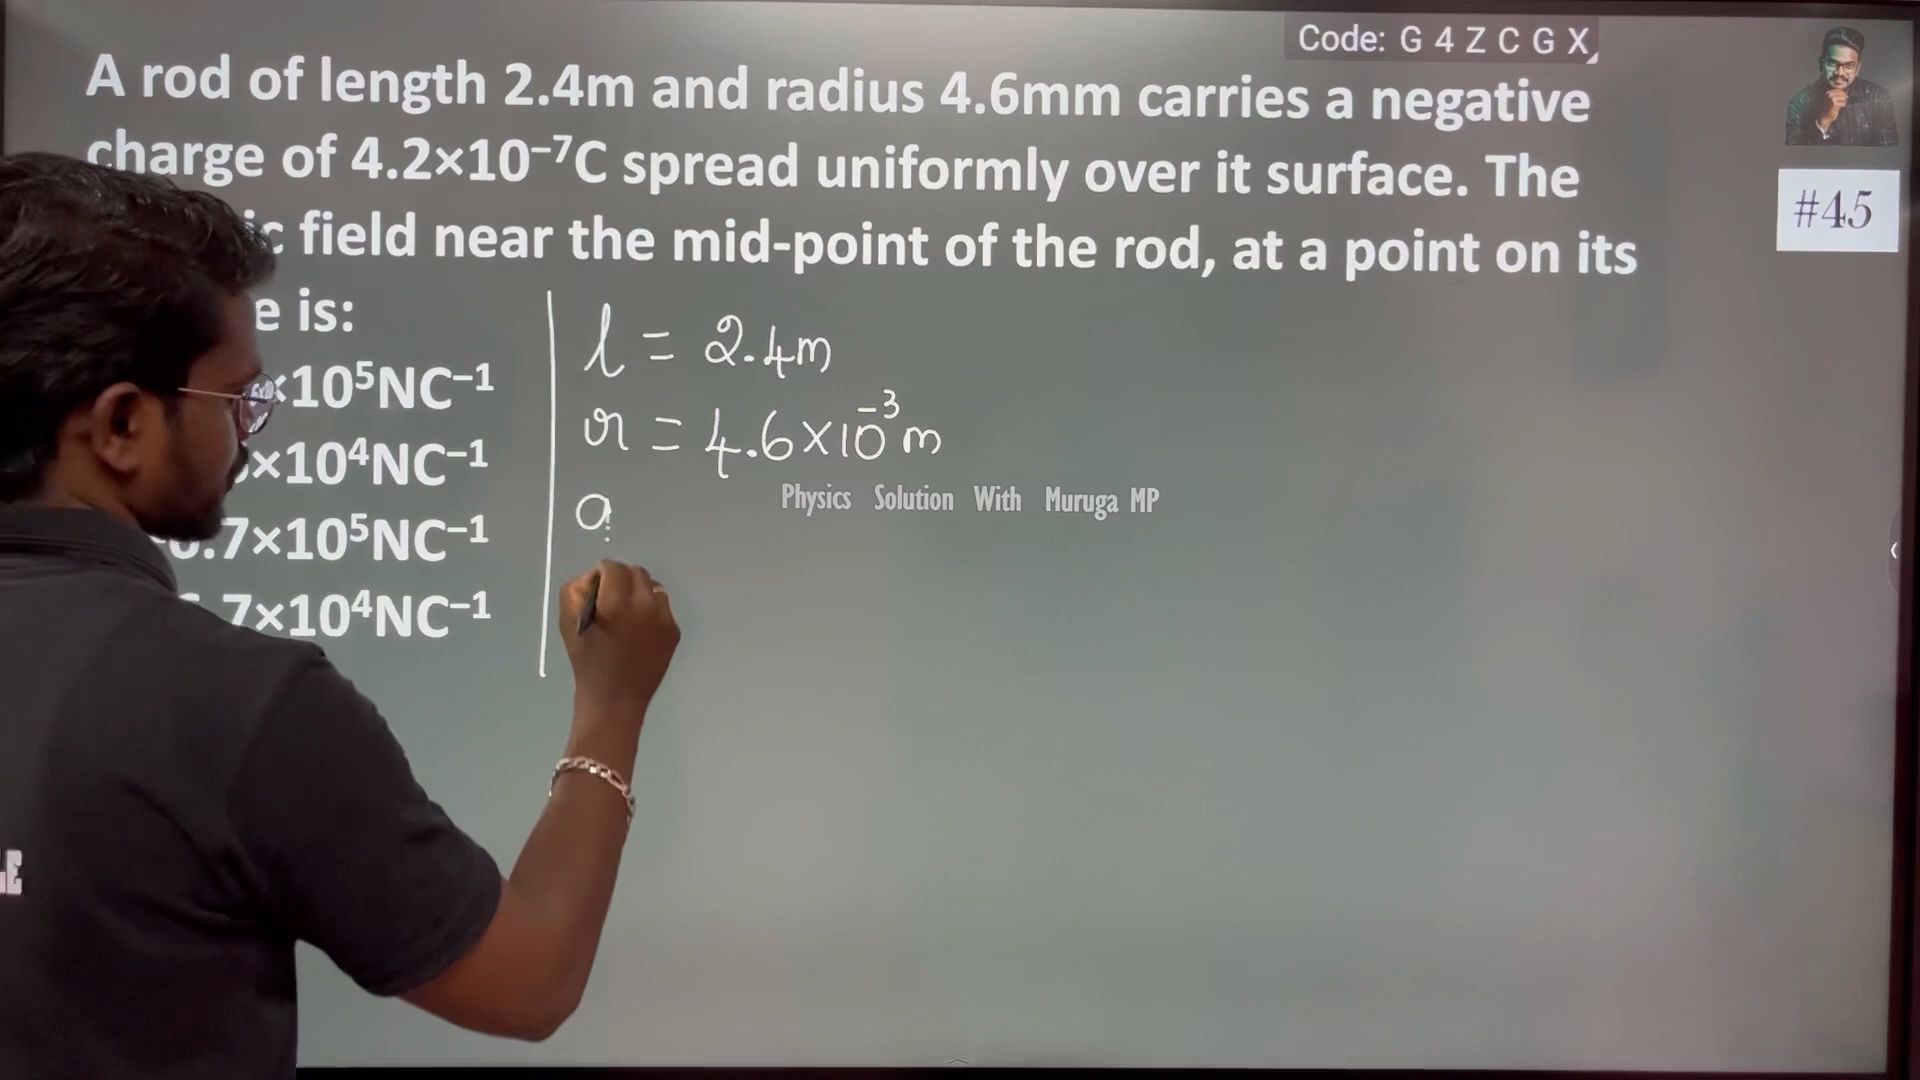 Code: G 4 Z C G X
A rod of length 2.4m and radius 4.6mm carries a negative
charge of 4.2×10⁻⁷C spread uniformly over it surface. The
field near the mid-point of the rod, at a point on its
e is:
×10⁵NC⁻¹
×10⁴NC⁻¹
.7×10⁵NC⁻¹
.7×10⁴NC⁻¹
l = 2.4m
r = 4.6×10⁻³m
Physics Solution With Muruga MP
#45
LE